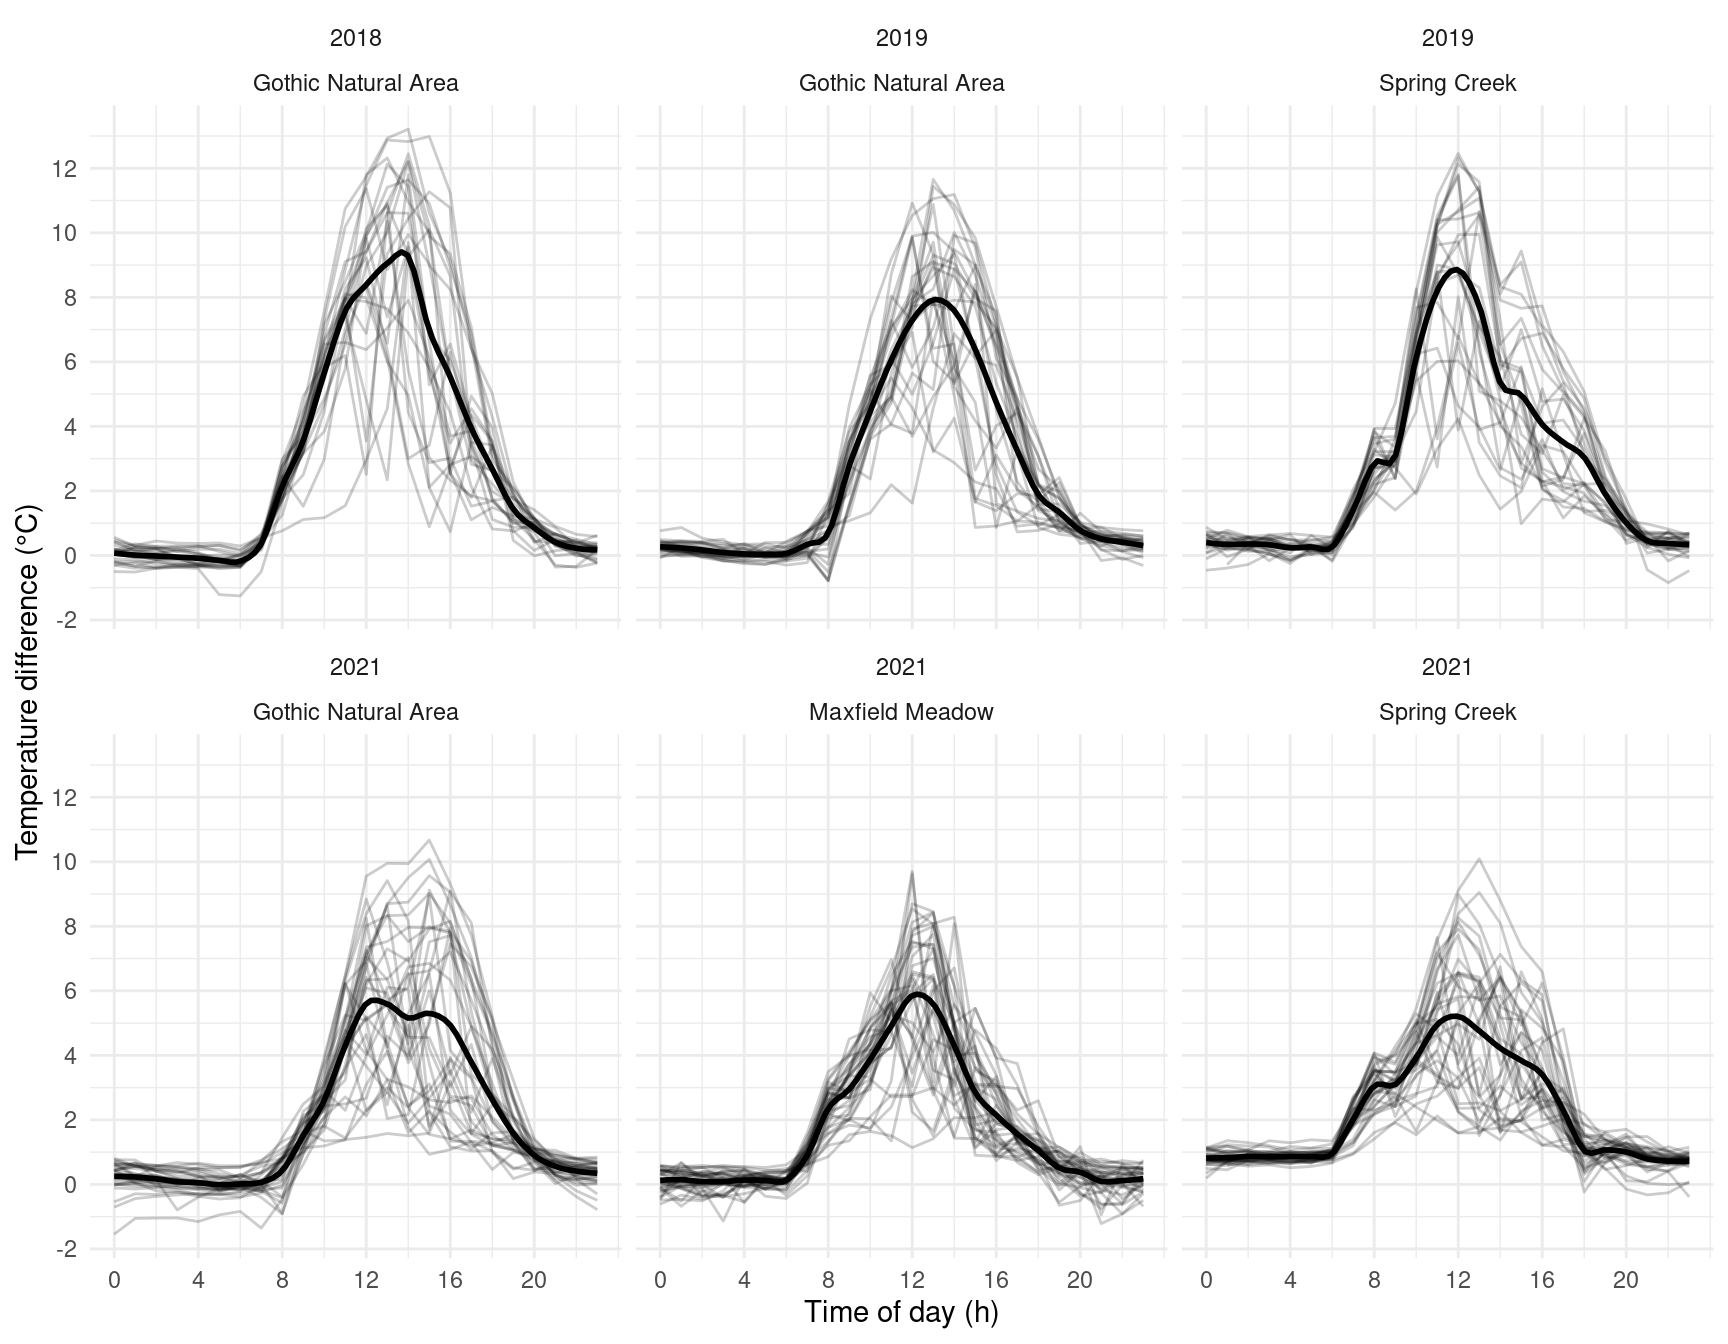 2018
Gothic Natural Area
2019
Gothic Natural Area
2019
Spring Creek
12
10
8
6
4
2
0
-2
Temperature difference (°C)
2021
Gothic Natural Area
2021
Maxfield Meadow
2021
Spring Creek
12
10
8
6
4
2
0
-2
0 4 8 12 16 20
0 4 8 12 16 20
0 4 8 12 16 20
Time of day (h)